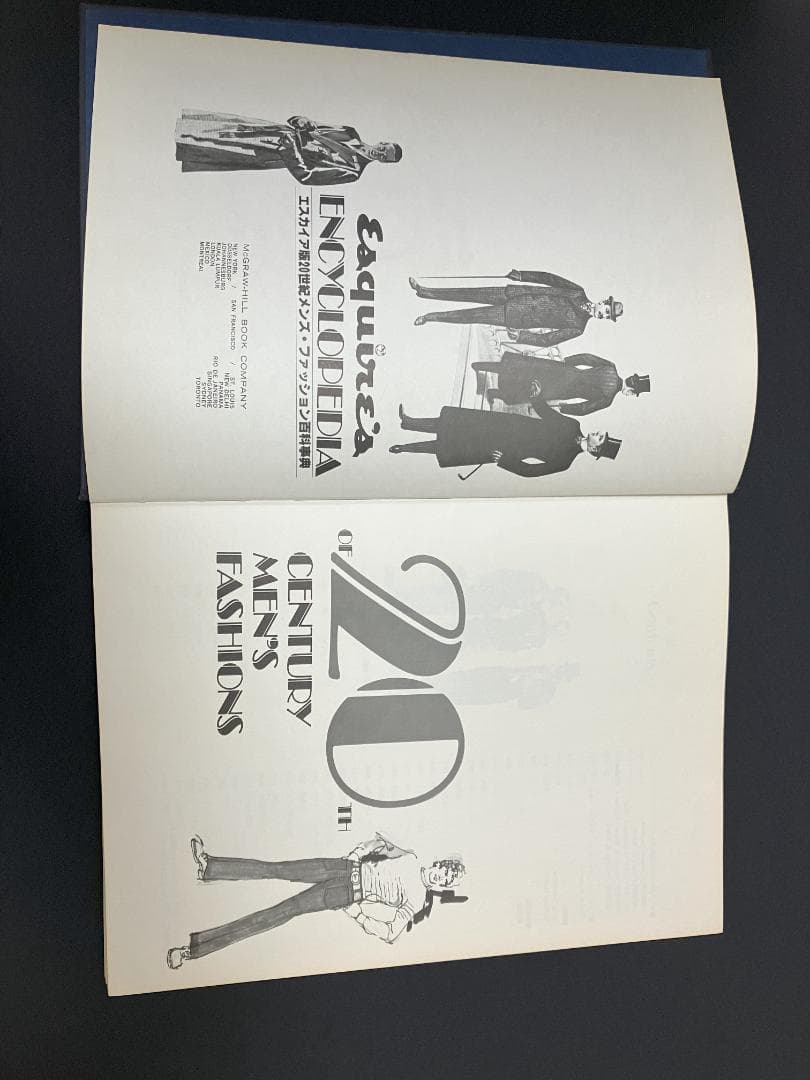 Esquire's
ENCYCLOPEDIA
エスカイア版20世紀メンズ・ファッション百科事典
McGRAW-HILL BOOK COMPANY
NEW YORK / SAN FRANCISCO / ST. LOUIS
DÜSSELDORF NEW DELHI
JOHANNESBURG PANAMA
KUALA LUMPUR RIO DE JANEIRO
LONDON SINGAPORE
MEXICO SYDNEY
MONTREAL TORONTO
OF 20TH
CENTURY
MEN'S
FASHIONS